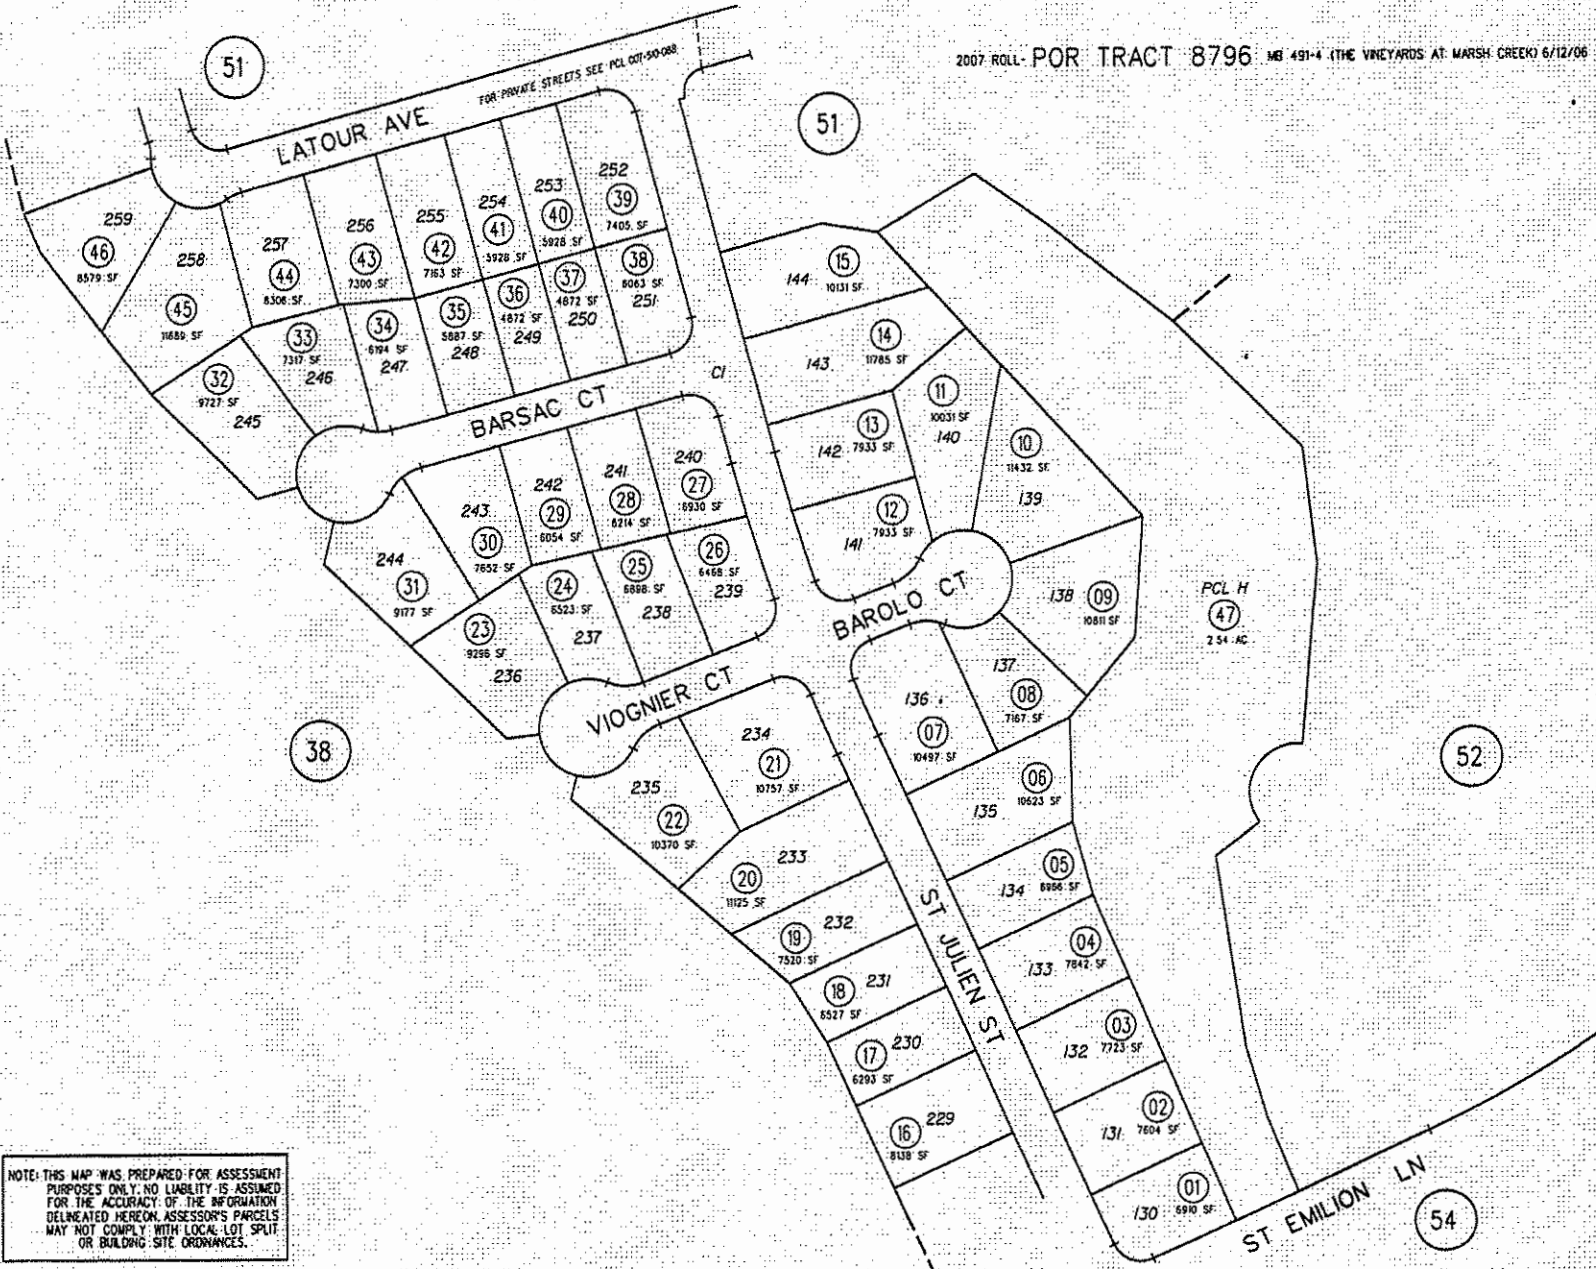 2007 ROLL- POR TRACT 8796 MB 491-4 (THE VINEYARDS AT MARSH CREEK) 6/12/06
51
51
LATOUR AVE
FOR PRIVATE STREETS SEE PCL 007-510-088
259
46
8579 SF
258
45
11689 SF
257
44
8306 SF
256
43
7300 SF
255
42
7163 SF
254
41
5928 SF
253
40
5928 SF
252
39
7405 SF
32
9727 SF
245
33
7317 SF
246
34
6194 SF
247
35
5887 SF
248
36
4872 SF
249
37
4872 SF
250
38
6063 SF
251
144
15
10131 SF
143
14
11785 SF
142
13
7933 SF
11
10031 SF
140
10
11432 SF
139
12
7933 SF
141
BARSAC CT
C1
244
31
9177 SF
243
30
7652 SF
242
29
6054 SF
241
28
6214 SF
240
27
6930 SF
23
9296 SF
236
24
6523 SF
237
25
6898 SF
238
26
6468 SF
239
BAROLO CT
138
09
10811 SF
137
08
7167 SF
136
07
10497 SF
PCL H
47
2.54 AC
VIOGNIER CT
38
52
235
22
10370 SF
234
21
10757 SF
233
20
11125 SF
232
19
7520 SF
231
18
6527 SF
230
17
6293 SF
229
16
8138 SF
ST JULIEN ST
135
06
10623 SF
134
05
6966 SF
133
04
7842 SF
132
03
7723 SF
131
02
7604 SF
130
01
6910 SF
ST EMILION LN
54
NOTE: THIS MAP WAS PREPARED FOR ASSESSMENT
PURPOSES ONLY. NO LIABILITY IS ASSUMED
FOR THE ACCURACY OF THE INFORMATION
DELINEATED HEREON. ASSESSOR'S PARCELS
MAY NOT COMPLY WITH LOCAL LOT SPLIT
OR BUILDING SITE ORDINANCES.